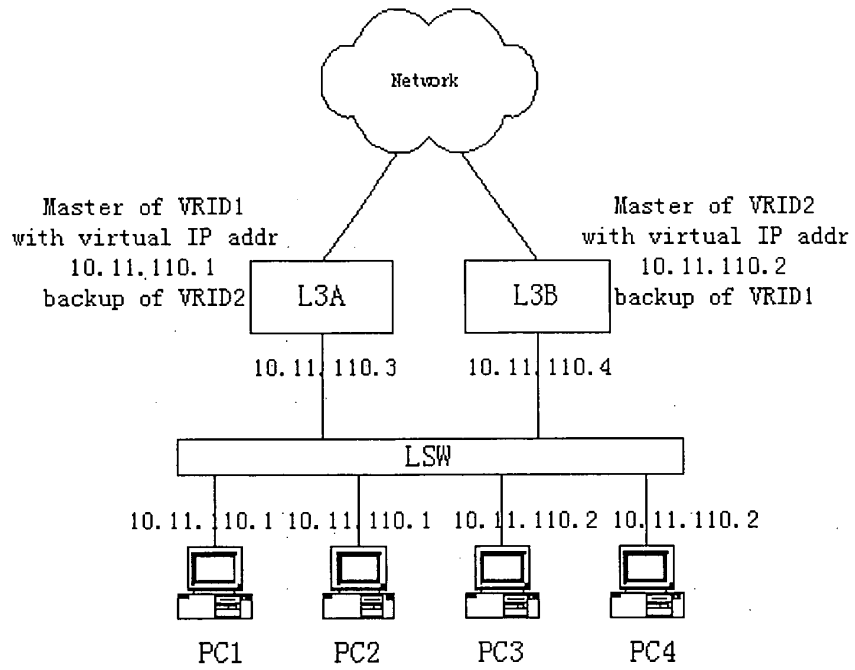 Network
Master of VRID1
with virtual IP addr
10.11.110.1
backup of VRID2
Master of VRID2
with virtual IP addr
10.11.110.2
backup of VRID1
L3A
L3B
10.11.110.3
10.11.110.4
LSW
10.11.110.1
10.11.110.1
10.11.110.2
10.11.110.2
PC1
PC2
PC3
PC4